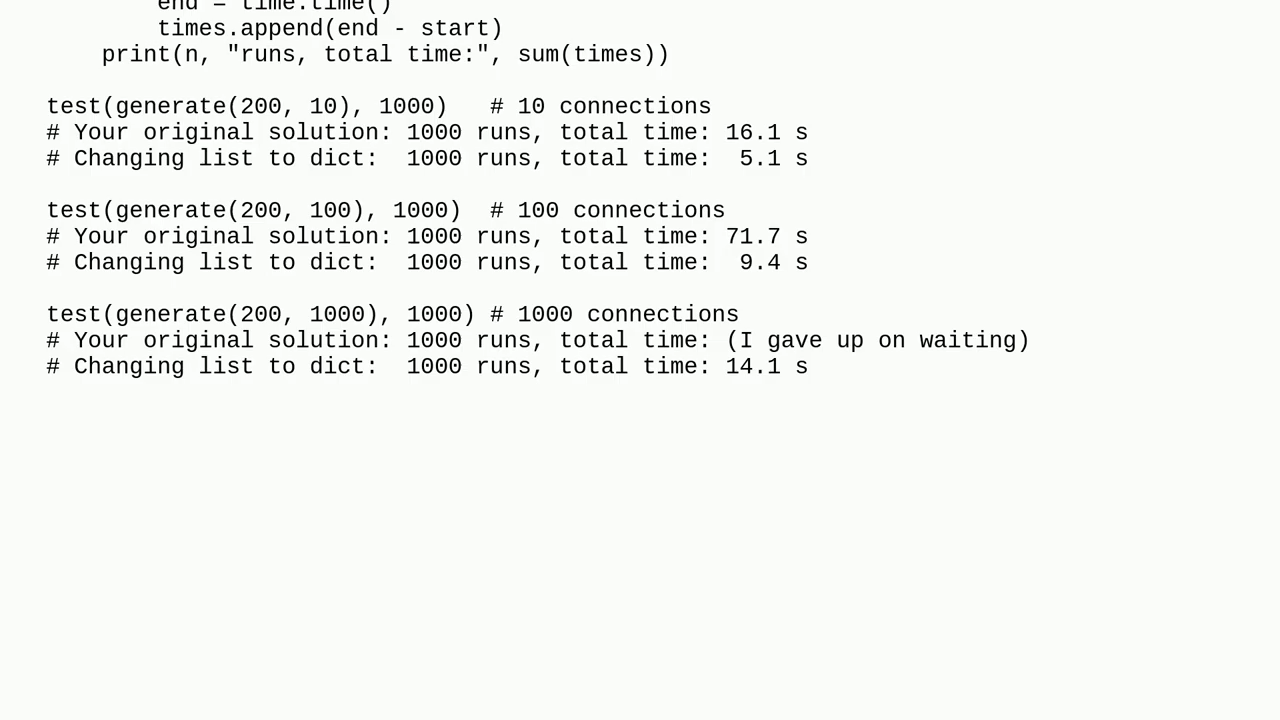 end = time.time()
times.append(end - start)
print(n, "runs, total time:", sum(times))
test(generate(200, 10), 1000)   # 10 connections
# Your original solution: 1000 runs, total time: 16.1 s
# Changing list to dict:  1000 runs, total time:  5.1 s
test(generate(200, 100), 1000)  # 100 connections
# Your original solution: 1000 runs, total time: 71.7 s
# Changing list to dict:  1000 runs, total time:  9.4 s
test(generate(200, 1000), 1000) # 1000 connections
# Your original solution: 1000 runs, total time: (I gave up on waiting)
# Changing list to dict:  1000 runs, total time: 14.1 s